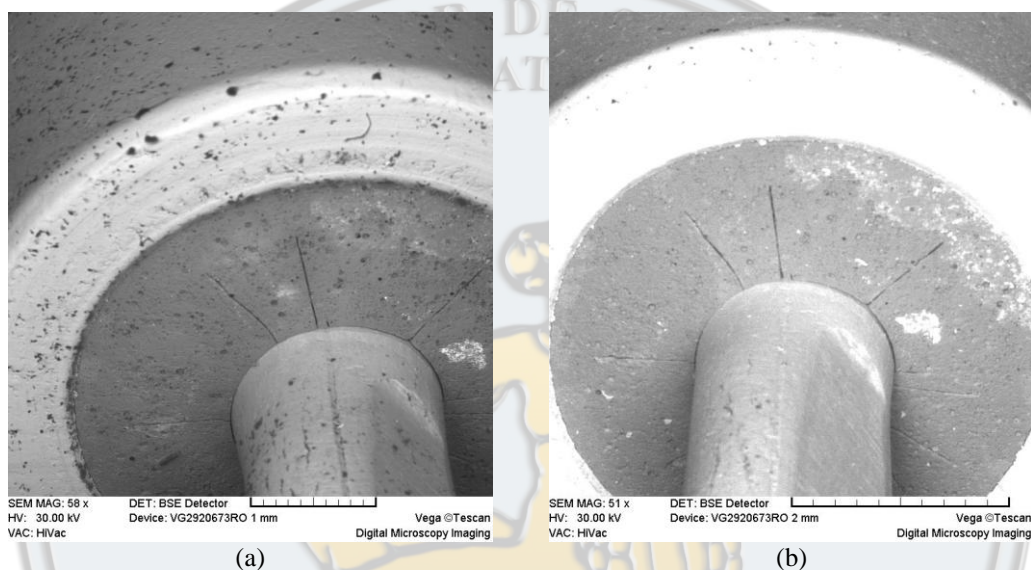 R DE
AT
SEM MAG: 58 x DET: BSE Detector
HV: 30.00 kV Device: VG2920673RO 1 mm Vega ©Tescan
VAC: HiVac Digital Microscopy Imaging
SEM MAG: 51 x DET: BSE Detector
HV: 30.00 kV Device: VG2920673RO 2 mm Vega ©Tescan
VAC: HiVac Digital Microscopy Imaging
(a) (b)